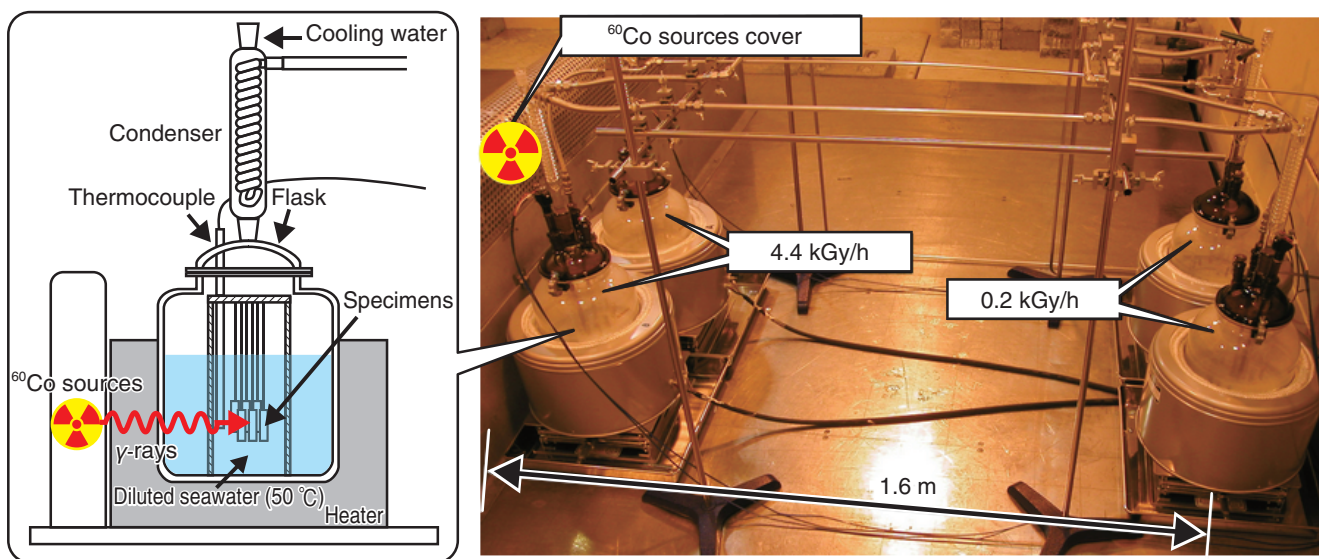 Cooling water
Condenser
Thermocouple
Flask
Specimens
⁶⁰Co sources
γ-rays
Diluted seawater (50 ℃)
Heater
⁶⁰Co sources cover
4.4 kGy/h
0.2 kGy/h
1.6 m